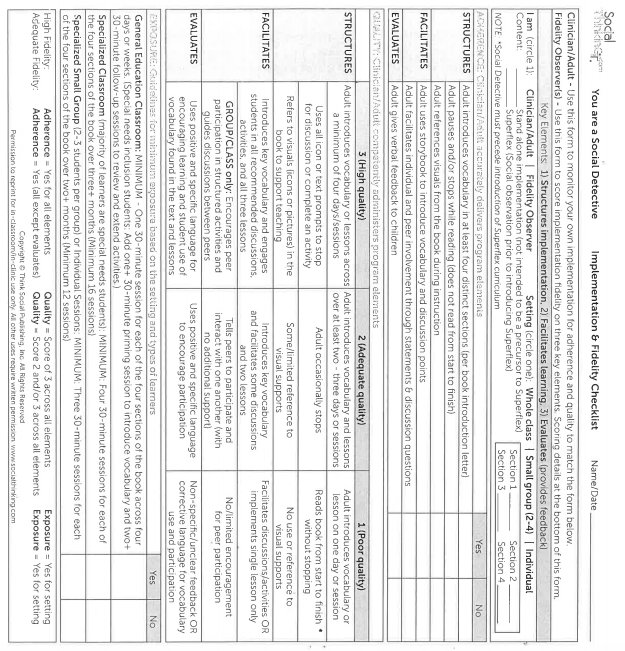 Social Thinking.com
You are a Social Detective Implementation & Fidelity Checklist Name/Date
Clinician/Adult - Use this form to monitor your own implementation for adherence and quality to match the form below.
Fidelity Observer(s) - Use this form to score implementation fidelity on three key elements. Scoring details at the bottom of this form.
Key Elements: 1) Structures implementation, 2) Facilitates learning, 3) Evaluates (provides feedback)
I am (circle 1): Clinician/Adult | Fidelity Observer Setting (circle one): Whole class | Small group (2-4) | Individual
Content: Stand-alone implementation (not intended to be a precursor to Superflex) Section 1 Section 2
Superflex (Social observation prior to introducing Superflex) Section 3 Section 4
NOTE *Social Detective must precede introduction of Superflex curriculum
ADHERENCE: Clinician/Adult accurately delivers program elements Yes No
STRUCTURES Adult introduces vocabulary in at least four distinct sections (per book introduction letter)
Adult pauses and/or stops while reading (does not read from start to finish)
Adult references visuals from the book during instruction
FACILITATES Adult uses storybook to introduce vocabulary and discussion points
Adult facilitates individual and peer involvement through statements & discussion questions
EVALUATES Adult gives verbal feedback to children
QUALITY: Clinician/Adult competently administers program elements
3 (High quality) 2 (Adequate quality) 1 (Poor quality)
STRUCTURES Adult introduces vocabulary or lessons across a minimum of four days/sessions Adult introduces vocabulary and lessons over at least two - three days or sessions Adult introduces vocabulary or lesson on one day or session
Uses all icon or text prompts to stop for discussion or complete an activity Adult occasionally stops Reads book from start to finish * without stopping
Refers to visuals (icons or pictures) in the book to support teaching Some/limited reference to visual supports No use or reference to visual supports
FACILITATES Introduces key vocabulary and engages students in all recommended discussions, activities, and all three lessons Introduces key vocabulary and facilitates some discussions and two lessons Facilitates discussions/activities OR implements single lesson only
GROUP/CLASS only: Encourages peer participation in structured activities and guides discussions between peers Tells peers to participate and interact with one another (with no additional support) No/limited encouragement for peer participation
EVALUATES Uses positive and specific language for encouraging learning and students' use of vocabulary found in the text and lessons Uses positive and specific language to encourage participation Non-specific/unclear feedback OR corrective language for vocabulary use and participation
EXPOSURE: Guidelines for minimum exposure based on the setting and types of learners Yes No
General Education Classroom: MINIMUM - One 30-minute session for each of the four sections of the book across four
days or weeks. (Special needs inclusion students: Add one+ 30-minute priming session to introduce vocabulary and two+
30-minute follow-up sessions to review and extend activities.)
Specialized Classroom (majority of learners are special needs students): MINIMUM: Four 30-minute sessions for each of
the four sections of the book over three+ months (Minimum 16 sessions)
Specialized Small Group (2-3 students per group) or Individual Sessions: MINIMUM: Three 30-minute sessions for each
of the four sections of the book over two+ months (Minimum 12 sessions)
High Fidelity: Adherence = Yes for all elements Quality = Score of 3 across all elements Exposure = Yes for setting
Adequate Fidelity: Adherence = Yes (all except evaluates) Quality = Score 2 and/or 3 across all elements Exposure = Yes for setting
Copyright © Think Social Publishing, Inc. All Rights Reserved
Permission to reprint for in-classroom/in-clinic use only. All other uses require written permission. www.socialthinking.com